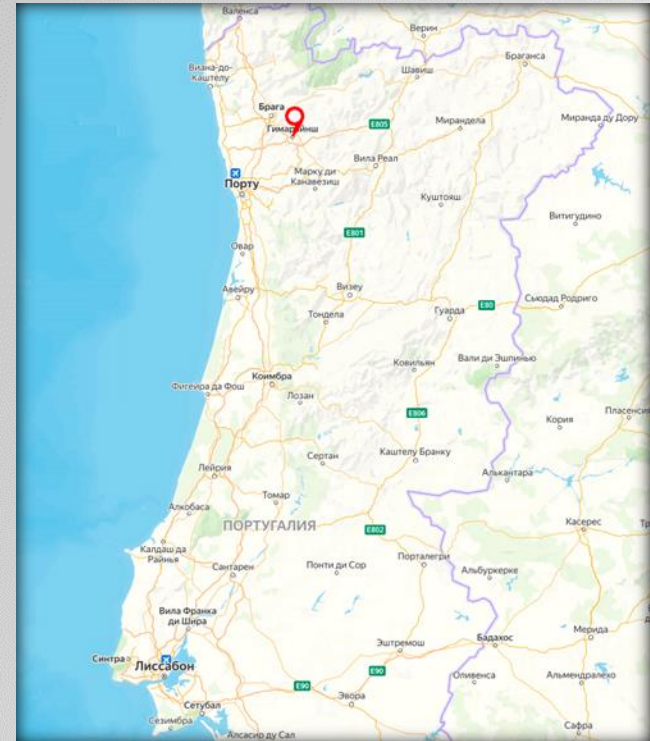 Валенса
Верин
Браганса
Шавиш
Виана-до-
Каштелу
Брага
Гимарайнш
E805
Мирандела
Миранда ду Дору
Вила Реал
Марку ди
Канавезиш
Порту
Куштояш
Витигудино
E801
Овар
Авейру
Визеу
Тондела
Гуарда
E80
Сьюдад Родриго
Ковильян
Вали ди Эшпинью
Коимбра
Фигейра да Фош
Лозан
E806
Кория
Пласенсия
Сертан
Каштелу Бранку
Лейрия
Алькантара
Томар
Алкобаса
ПОРТУГАЛИЯ
E802
Касерес
Калдаш да
Райнья
Сантарен
Понти ди Сор
Порталегри
Альбуркерке
Вила Франка
ди Шира
Эштремош
Бадахос
Мерида
Синтра
Лиссабон
E90
E90
Эвора
Оливенса
Альмендралехо
Сетубал
Сезимбра
Алсасир ду Сал
Сафра